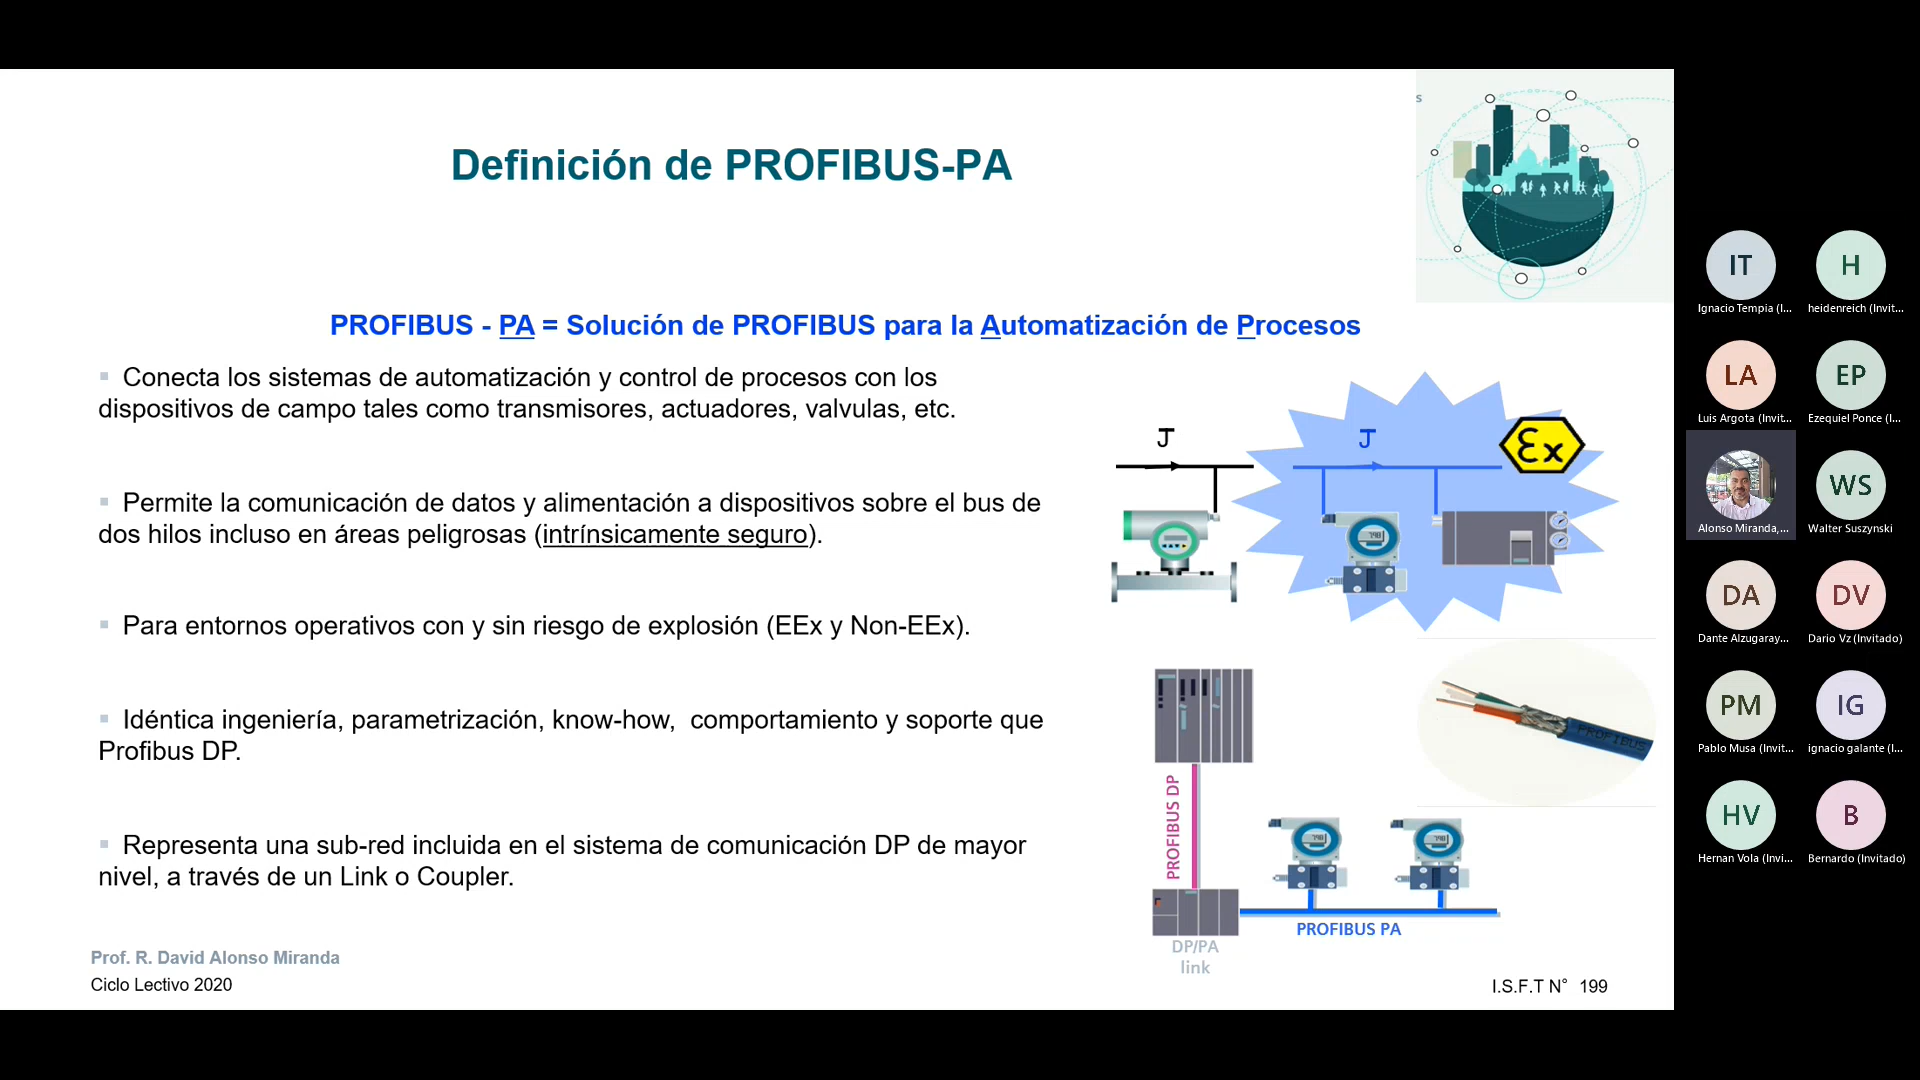 s
Definición de PROFIBUS-PA
PROFIBUS - PA = Solución de PROFIBUS para la Automatización de Procesos
Conecta los sistemas de automatización y control de procesos con los
dispositivos de campo tales como transmisores, actuadores, valvulas, etc.
Permite la comunicación de datos y alimentación a dispositivos sobre el bus de
dos hilos incluso en áreas peligrosas (intrínsicamente seguro).
Para entornos operativos con y sin riesgo de explosión (EEx y Non-EEx).
Idéntica ingeniería, parametrización, know-how,  comportamiento y soporte que
Profibus DP.
Representa una sub-red incluida en el sistema de comunicación DP de mayor
nivel, a través de un Link o Coupler.
J
J
Ex
PROFIBUS
PROFIBUS DP
PROFIBUS PA
DP/PA
link
Prof. R. David Alonso Miranda
Ciclo Lectivo 2020
I.S.F.T N° 199
IT
Ignacio Tempia (I...
H
heidenreich (Invit...
LA
Luis Argota (Invit...
EP
Ezequiel Ponce (I...
Alonso Miranda,...
WS
Walter Suszynski
DA
Dante Alzugaray...
DV
Dario Vz (Invitado)
PM
Pablo Musa (Invit...
IG
ignacio galante (I...
HV
Hernan Vola (Invi...
B
Bernardo (Invitado)